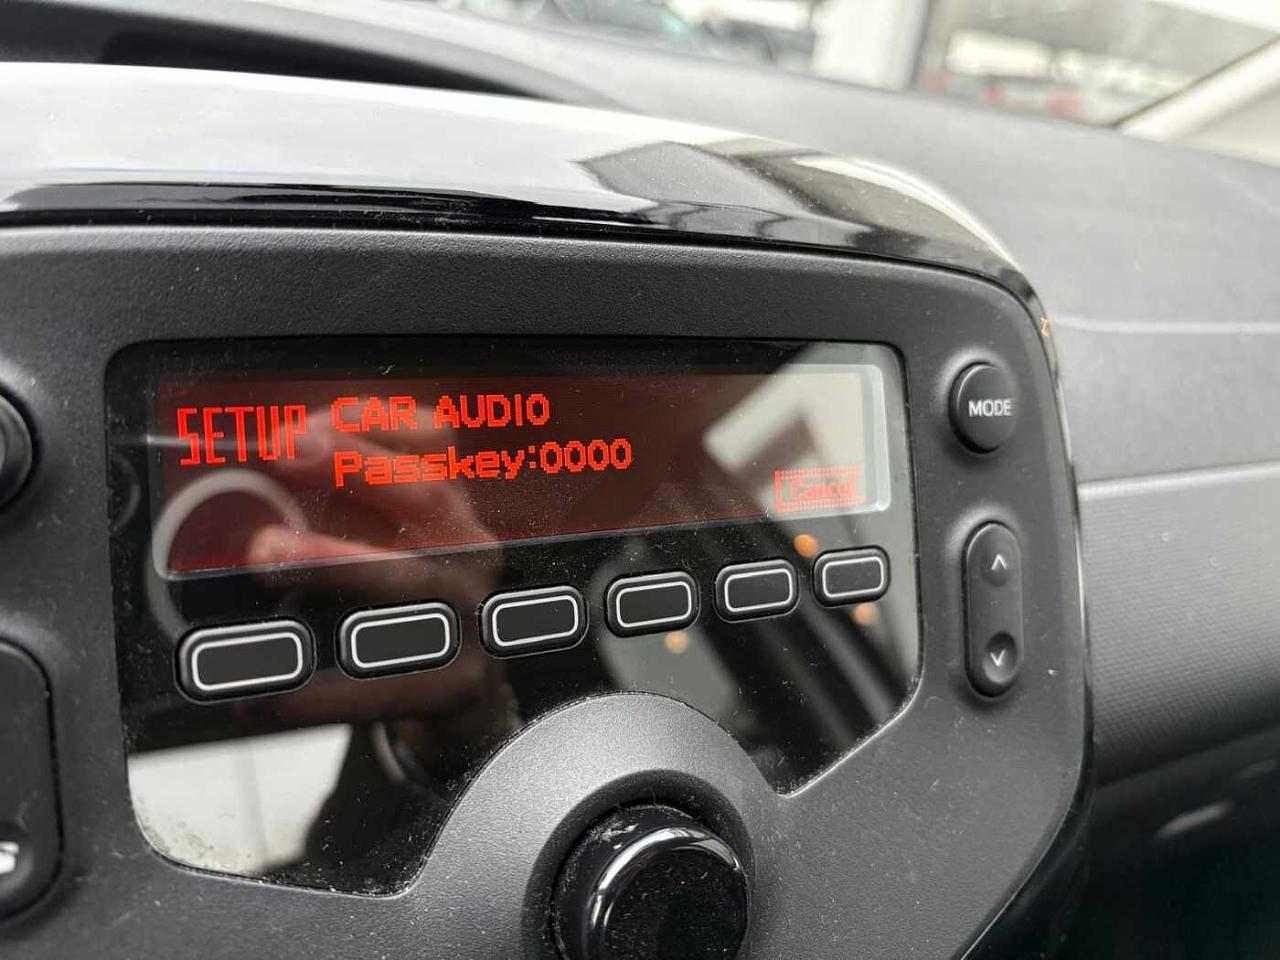 SETUP CAR AUDIO
Passkey:0000
Cancel
MODE